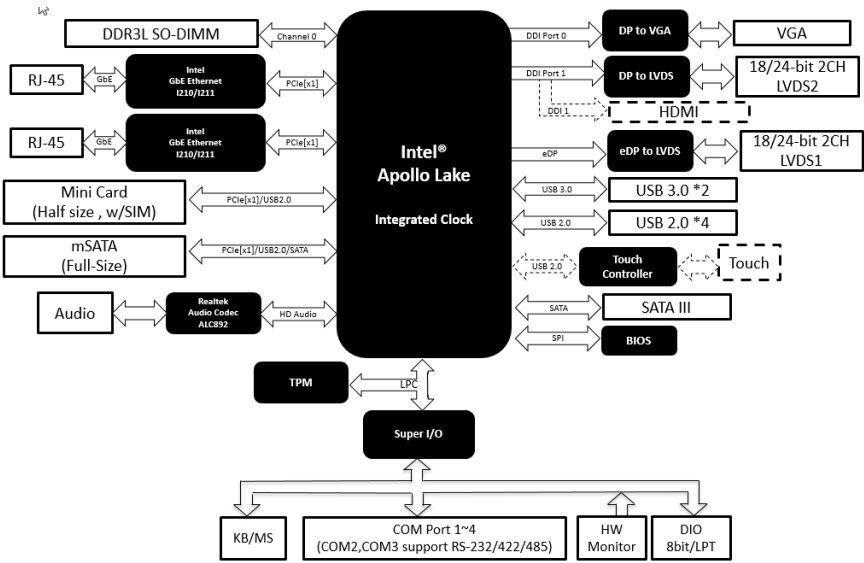 DDR3L SO-DIMM
Channel 0
RJ-45
GbE
Intel
GbE Ethernet
I210/I211
PCIe[x1]
RJ-45
GbE
Intel
GbE Ethernet
I210/I211
PCIe[x1]
Mini Card
(Half size , w/SIM)
PCIe[x1]/USB2.0
mSATA
(Full-Size)
PCIe[x1]/USB2.0/SATA
Audio
Realtek
Audio Codec
ALC892
HD Audio
Intel®
Apollo Lake
Integrated Clock
DDI Port 0
DP to VGA
VGA
DDI Port 1
DP to LVDS
18/24-bit 2CH
LVDS2
DDI 1
HDMI
eDP
eDP to LVDS
18/24-bit 2CH
LVDS1
USB 3.0
USB 3.0 *2
USB 2.0
USB 2.0 *4
USB 2.0
Touch
Controller
Touch
SATA
SATA III
SPI
BIOS
TPM
LPC
Super I/O
KB/MS
COM Port 1~4
(COM2,COM3 support RS-232/422/485)
HW
Monitor
DIO
8bit/LPT